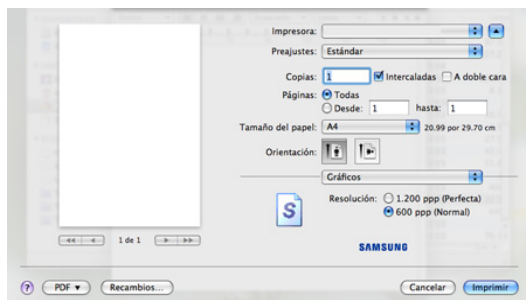 Impresora:
Preajustes: Estándar
Copias: 1 Intercaladas A doble cara
Páginas: Todas
Desde: 1 hasta: 1
Tamaño del papel: A4 20.99 por 29.70 cm
Orientación:
Gráficos
Resolución: 1.200 ppp (Perfecta)
600 ppp (Normal)
S
1 de 1
SAMSUNG
? PDF Recambios... Cancelar Imprimir